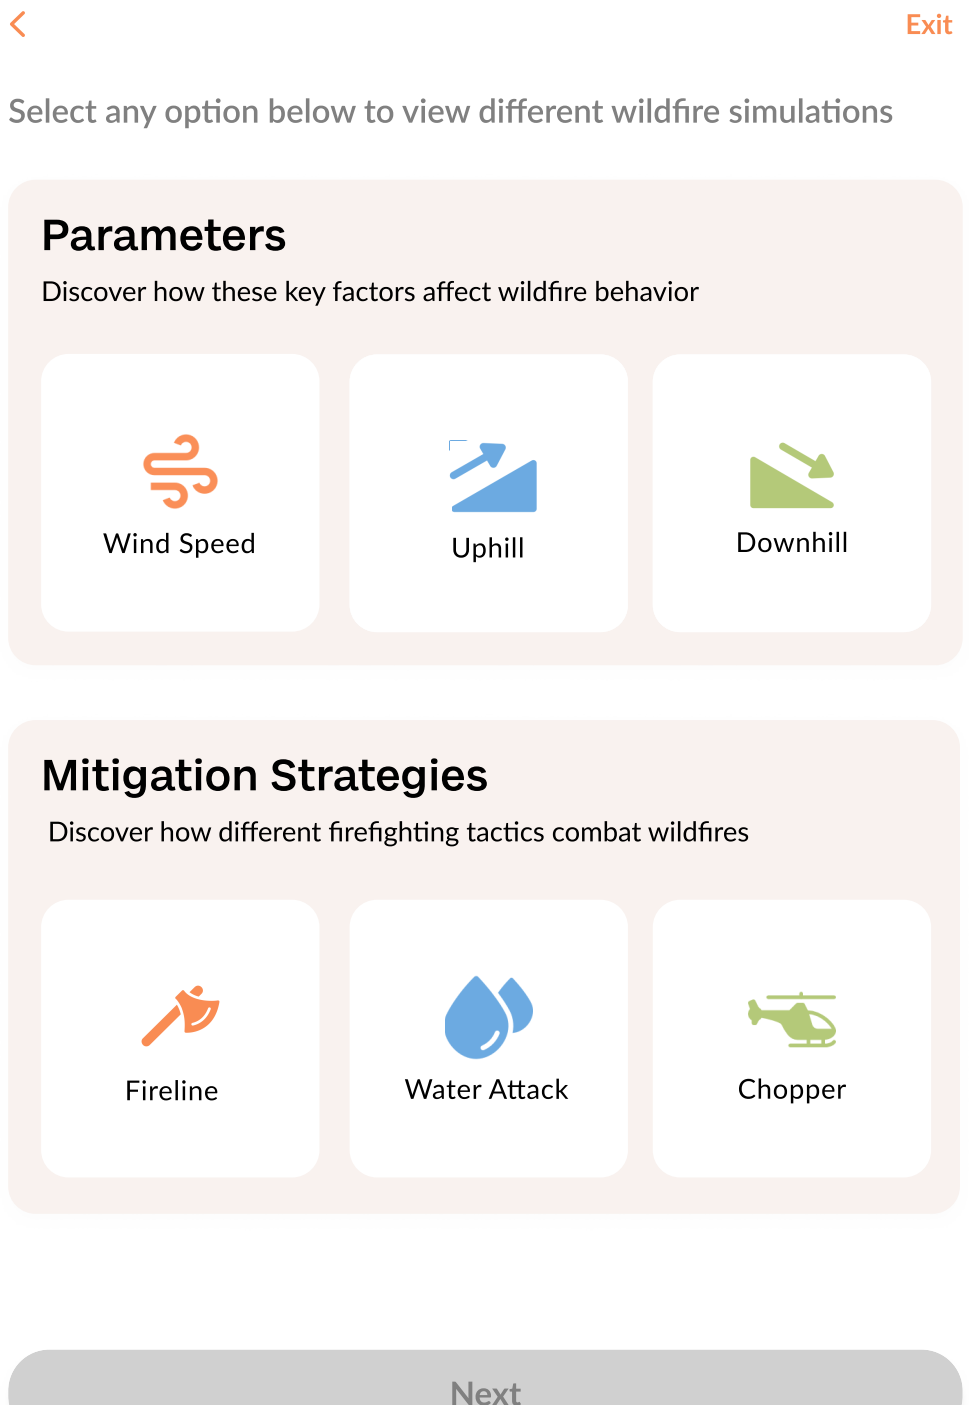 Exit
Select any option below to view different wildfire simulations
Parameters
Discover how these key factors affect wildfire behavior
Wind Speed
Uphill
Downhill
Mitigation Strategies
Discover how different firefighting tactics combat wildfires
Fireline
Water Attack
Chopper
Next